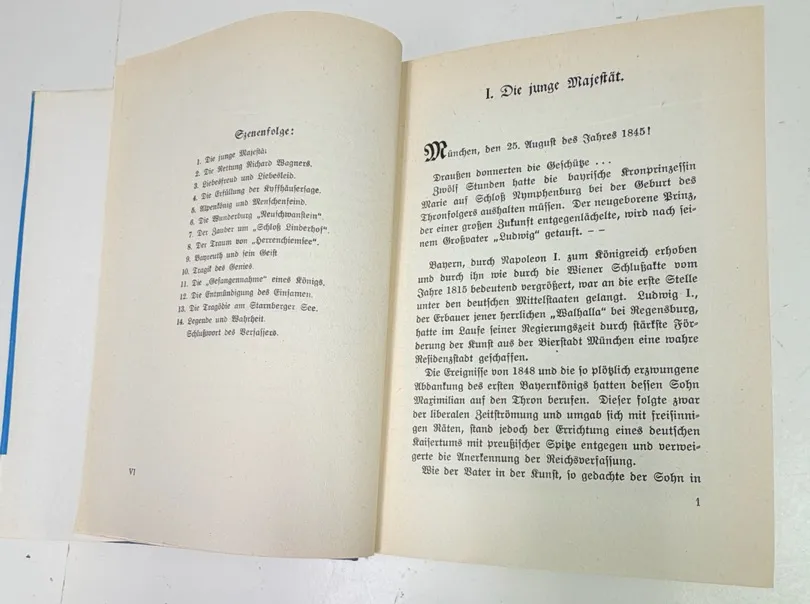 Szenenfolge:
1. Die junge Majestät
2. Die Rettung Richard Wagners.
3. Liebesfreud und Liebesleid.
4. Die Erfüllung der Kyffhäusersage.
5. Alpenkönig und Menschenfeind.
6. Die Wunderburg „Neuschwanstein“.
7. Der Zauber um „Schloß Linderhof“.
8. Der Traum von „Herrenchiemsee“.
9. Bayreuth und sein Geist
10. Tragik des Genies.
11. Die „Gefangennahme“ eines Königs.
12. Die Entmündigung des Einsamen.
13. Die Tragödie am Starnberger See.
14. Legende und Wahrheit.
Schlußwort des Verfassers.
VI
I. Die junge Majestät.
München, den 25. August des Jahres 1845!
Draußen donnerten die Geschütze ...
Zwölf Stunden hatte die bayrische Kronprinzessin
Marie auf Schloß Nymphenburg bei der Geburt des
Thronfolgers aushalten müssen. Der neugeborene Prinz,
der einer großen Zukunft entgegenlächelte, wird nach sei-
nem Großvater „Ludwig“ getauft. – –
Bayern, durch Napoleon I. zum Königreich erhoben
und durch ihn wie durch die Wiener Schlußakte vom
Jahre 1815 bedeutend vergrößert, war an die erste Stelle
unter den deutschen Mittelstaaten gelangt. Ludwig I.,
der Erbauer jener herrlichen „Walhalla“ bei Regensburg,
hatte im Laufe seiner Regierungszeit durch stärkste För-
derung der Kunst aus der Bierstadt München eine wahre
Residenzstadt geschaffen.
Die Ereignisse von 1848 und die so plötzlich erzwungene
Abdankung des ersten Bayernkönigs hatten dessen Sohn
Maximilian auf den Thron berufen. Dieser folgte zwar
der liberalen Zeitströmung und umgab sich mit freisinni-
gen Räten, stand jedoch der Errichtung eines deutschen
Kaisertums mit preußischer Spitze entgegen und verwei-
gerte die Anerkennung der Reichsverfassung.
Wie der Vater in der Kunst, so gedachte der Sohn in
1